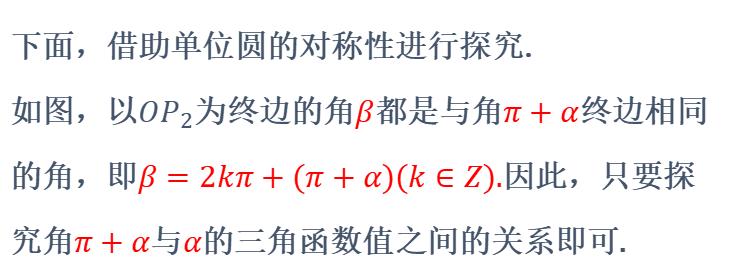 下面，借助单位圆的对称性进行探究.
如图，以OP₂为终边的角β都是与角π + α终边相同
的角，即β = 2kπ + (π + α)(k ∈ Z).因此，只要探
究角π + α与α的三角函数值之间的关系即可.